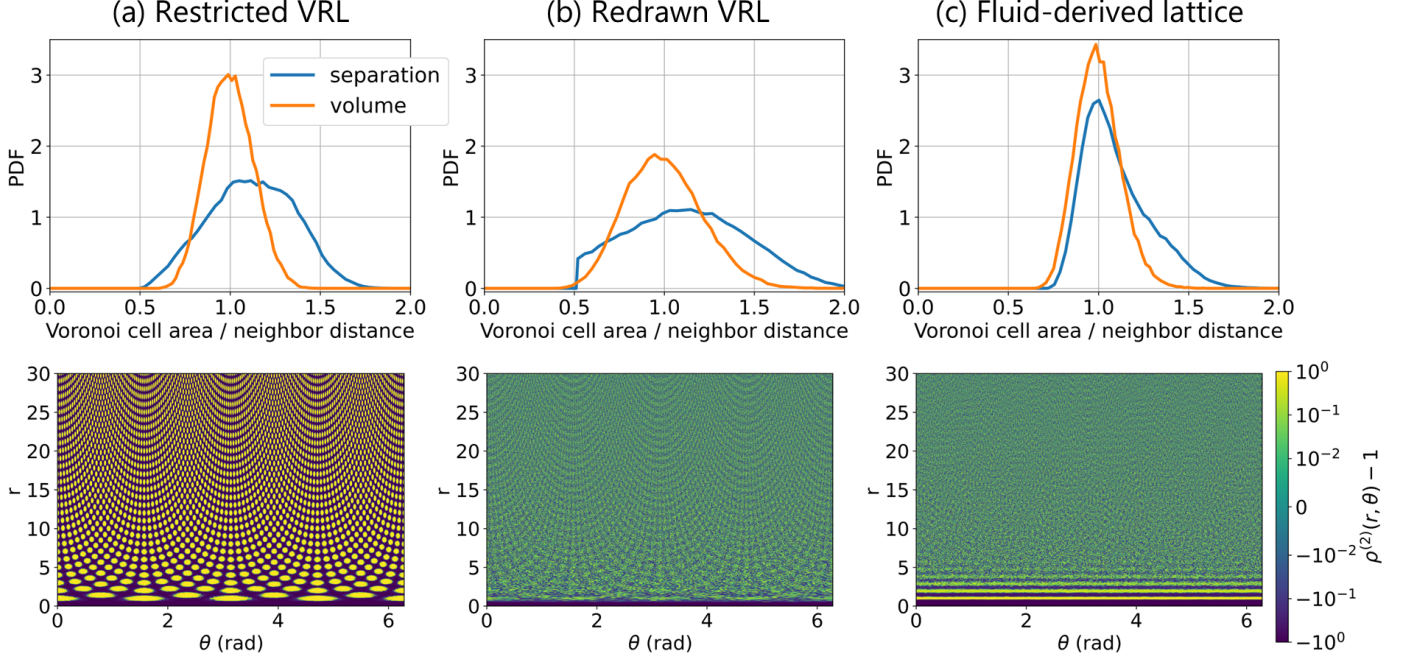 (a) Restricted VRL
(b) Redrawn VRL
(c) Fluid-derived lattice
separation
volume
PDF
3
2
1
0
0.0 0.5 1.0 1.5 2.0
Voronoi cell area / neighbor distance
PDF
3
2
1
0
0.0 0.5 1.0 1.5 2.0
Voronoi cell area / neighbor distance
PDF
3
2
1
0
0.0 0.5 1.0 1.5 2.0
Voronoi cell area / neighbor distance
r
30
25
20
15
10
5
0
0 2 4 6
θ (rad)
r
30
25
20
15
10
5
0
0 2 4 6
θ (rad)
r
30
25
20
15
10
5
0
0 2 4 6
θ (rad)
10⁰
10⁻¹
10⁻²
0
−10⁻²
−10⁻¹
−10⁰
ρ⁽²⁾(r, θ) − 1